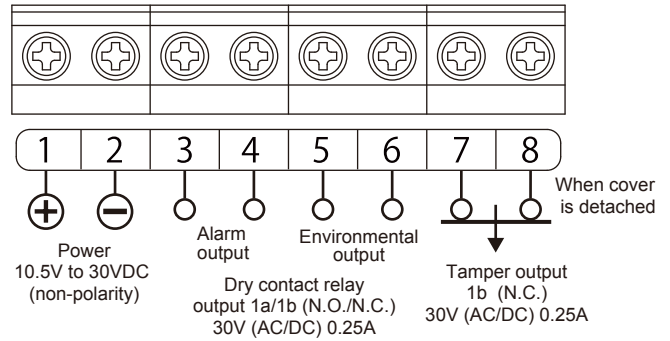 1 2 3 4 5 6 7 8
+ −
When cover
is detached
Power
10.5V to 30VDC
(non-polarity)
Alarm
output
Environmental
output
Dry contact relay
output 1a/1b (N.O./N.C.)
30V (AC/DC) 0.25A
Tamper output
1b (N.C.)
30V (AC/DC) 0.25A